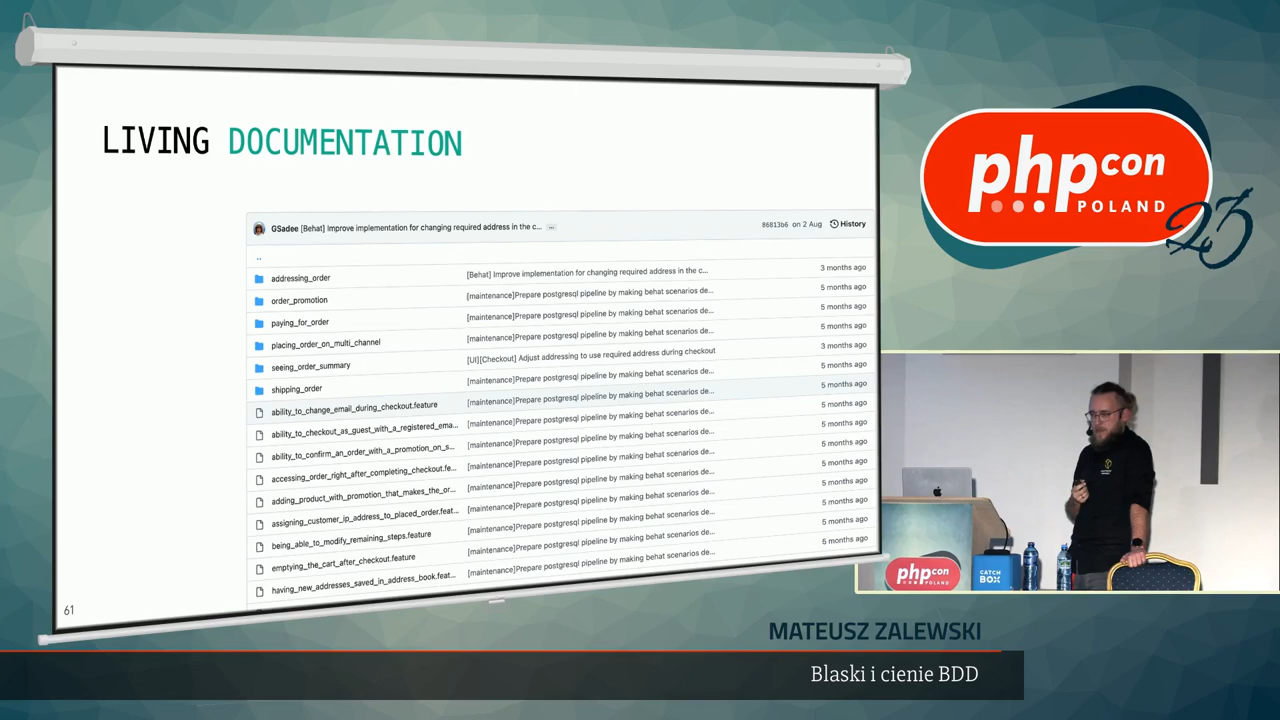 LIVING DOCUMENTATION
GSadee [Behat] Improve implementation for changing required address in the c... ... 86813b6 on 2 Aug History
..
addressing_order [Behat] Improve implementation for changing required address in the c... 3 months ago
order_promotion [maintenance]Prepare postgresql pipeline by making behat scenarios de... 5 months ago
paying_for_order [maintenance]Prepare postgresql pipeline by making behat scenarios de... 5 months ago
placing_order_on_multi_channel [maintenance]Prepare postgresql pipeline by making behat scenarios de... 5 months ago
seeing_order_summary [UI][Checkout] Adjust addressing to use required address during checkout 3 months ago
shipping_order [maintenance]Prepare postgresql pipeline by making behat scenarios de... 5 months ago
ability_to_change_email_during_checkout.feature [maintenance]Prepare postgresql pipeline by making behat scenarios de... 5 months ago
ability_to_checkout_as_guest_with_a_registered_ema... [maintenance]Prepare postgresql pipeline by making behat scenarios de... 5 months ago
ability_to_confirm_an_order_with_a_promotion_on_s... [maintenance]Prepare postgresql pipeline by making behat scenarios de... 5 months ago
accessing_order_right_after_completing_checkout.fe... [maintenance]Prepare postgresql pipeline by making behat scenarios de... 5 months ago
adding_product_with_promotion_that_makes_the_or... [maintenance]Prepare postgresql pipeline by making behat scenarios de... 5 months ago
assigning_customer_ip_address_to_placed_order.feat... [maintenance]Prepare postgresql pipeline by making behat scenarios de... 5 months ago
being_able_to_modify_remaining_steps.feature [maintenance]Prepare postgresql pipeline by making behat scenarios de... 5 months ago
emptying_the_cart_after_checkout.feature [maintenance]Prepare postgresql pipeline by making behat scenarios de... 5 months ago
having_new_addresses_saved_in_address_book.feat... [maintenance]Prepare postgresql pipeline by making behat scenarios de... 5 months ago
61
phpcon
POLAND
23
phpcon
POLAND
CATCH
BOX
MATEUSZ ZALEWSKI
Blaski i cienie BDD